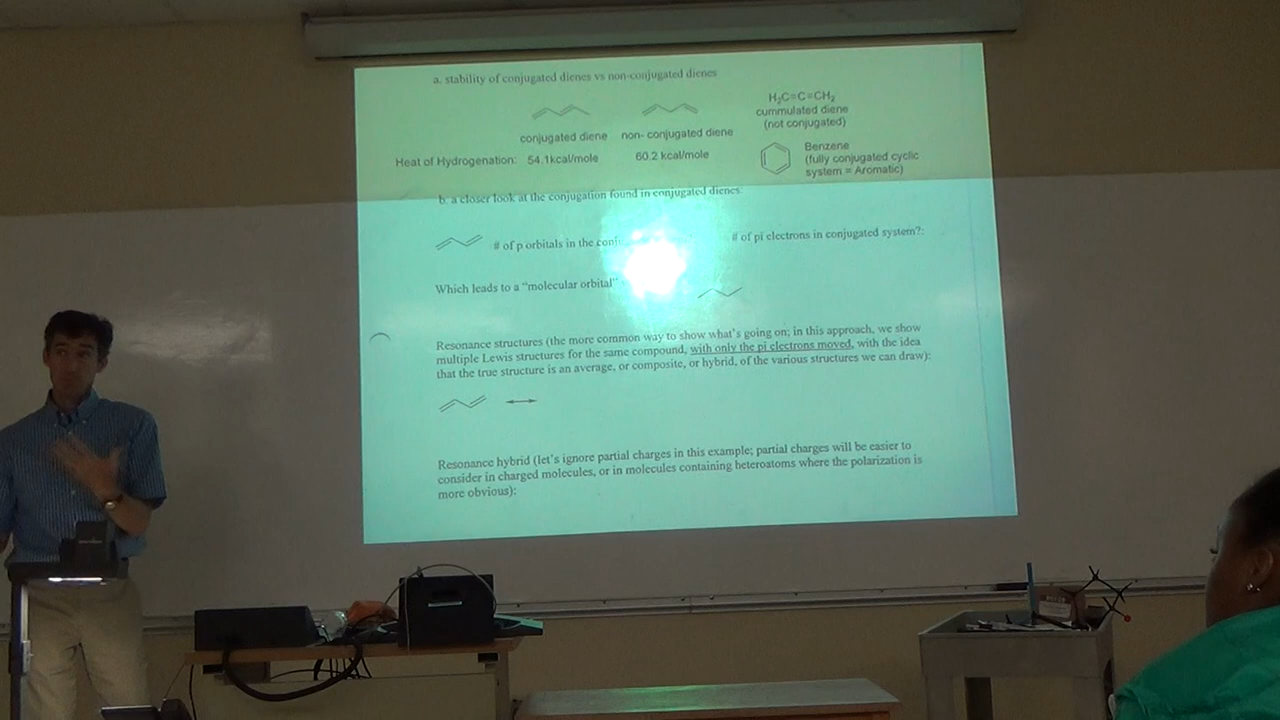 a. stability of conjugated dienes vs non-conjugated dienes
H₂C=C=CH₂
cummulated diene
(not conjugated)
conjugated diene non- conjugated diene
Heat of Hydrogenation: 54.1kcal/mole 60.2 kcal/mole
Benzene
(fully conjugated cyclic
system = Aromatic)
b. a closer look at the conjugation found in conjugated dienes:
# of p orbitals in the # of pi electrons in conjugated system?:
Which leads to a "molecular orbital"
Resonance structures (the more common way to show what's going on; in this approach, we show
multiple Lewis structures for the same compound, with only the pi electrons moved, with the idea
that the true structure is an average, or composite, or hybrid, of the various structures we can draw):
Resonance hybrid (let's ignore partial charges in this example; partial charges will be easier to
consider in charged molecules, or in molecules containing heteroatoms where the polarization is
more obvious):